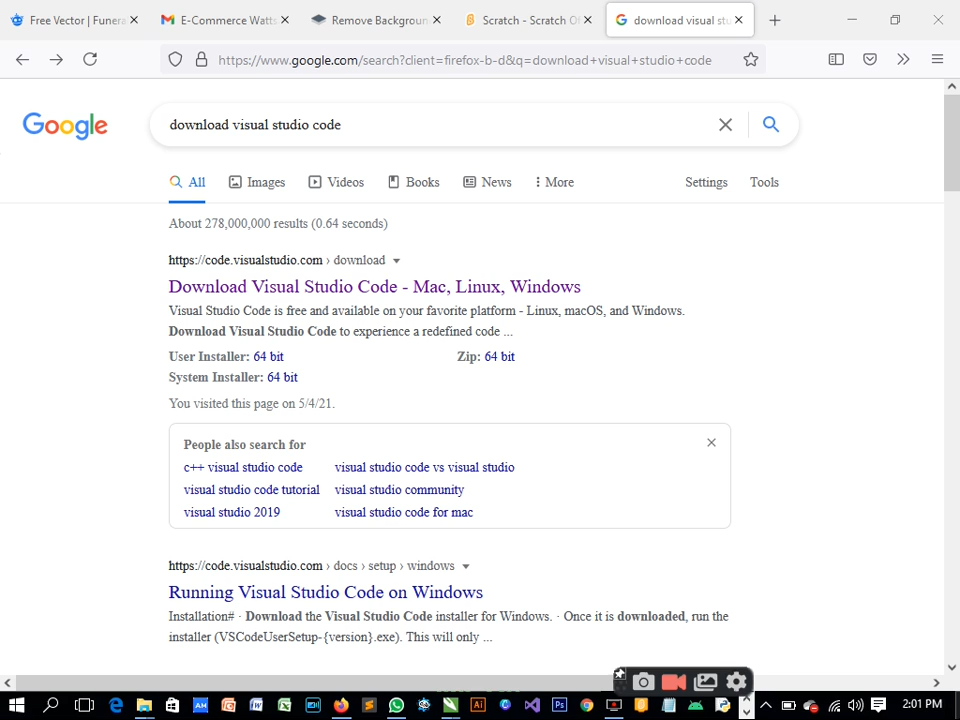 Free Vector | Funera
E-Commerce Watts
Remove Backgroun
Scratch - Scratch Of
download visual stu
https://www.google.com/search?client=firefox-b-d&q=download+visual+studio+code
Google
download visual studio code
All
Images
Videos
Books
News
More
Settings
Tools
About 278,000,000 results (0.64 seconds)
https://code.visualstudio.com › download
Download Visual Studio Code - Mac, Linux, Windows
Visual Studio Code is free and available on your favorite platform - Linux, macOS, and Windows.
Download Visual Studio Code to experience a redefined code ...
User Installer: 64 bit
Zip: 64 bit
System Installer: 64 bit
You visited this page on 5/4/21.
People also search for
c++ visual studio code
visual studio code vs visual studio
visual studio code tutorial
visual studio community
visual studio 2019
visual studio code for mac
https://code.visualstudio.com › docs › setup › windows
Running Visual Studio Code on Windows
Installation# · Download the Visual Studio Code installer for Windows. · Once it is downloaded, run the
installer (VSCodeUserSetup-{version}.exe). This will only ...
AH
Ai
Ps
2:01 PM